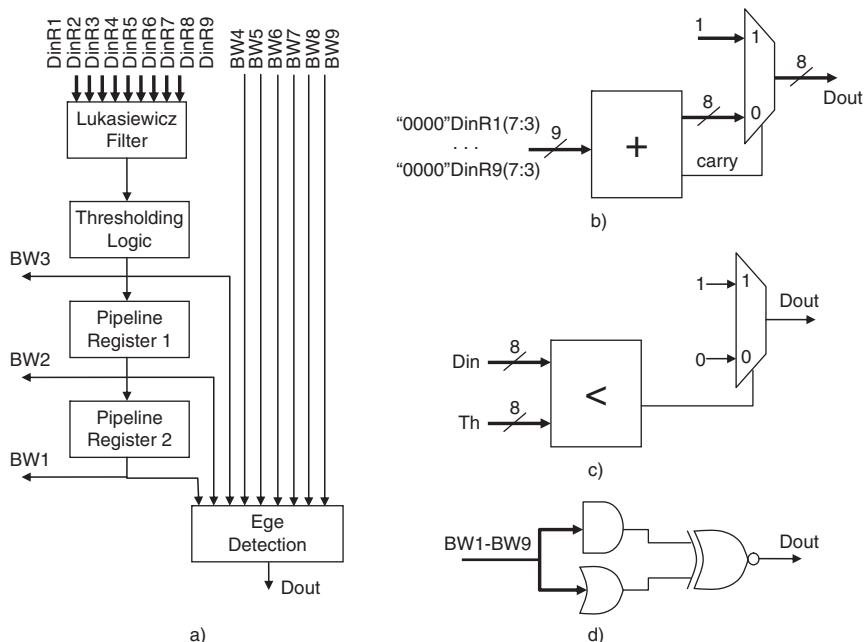 DinR1
DinR2
DinR3
DinR4
DinR5
DinR6
DinR7
DinR8
DinR9
BW4
BW5
BW6
BW7
BW8
BW9
Lukasiewicz
Filter
Thresholding
Logic
BW3
Pipeline
Register 1
BW2
Pipeline
Register 2
BW1
Ege
Detection
Dout
a)
1
1
8
Dout
“0000”DinR1(7:3)
. . .
“0000”DinR9(7:3)
9
+
8
0
carry
b)
1
1
Dout
0
0
Din
8
Th
8
<
c)
BW1-BW9
Dout
d)